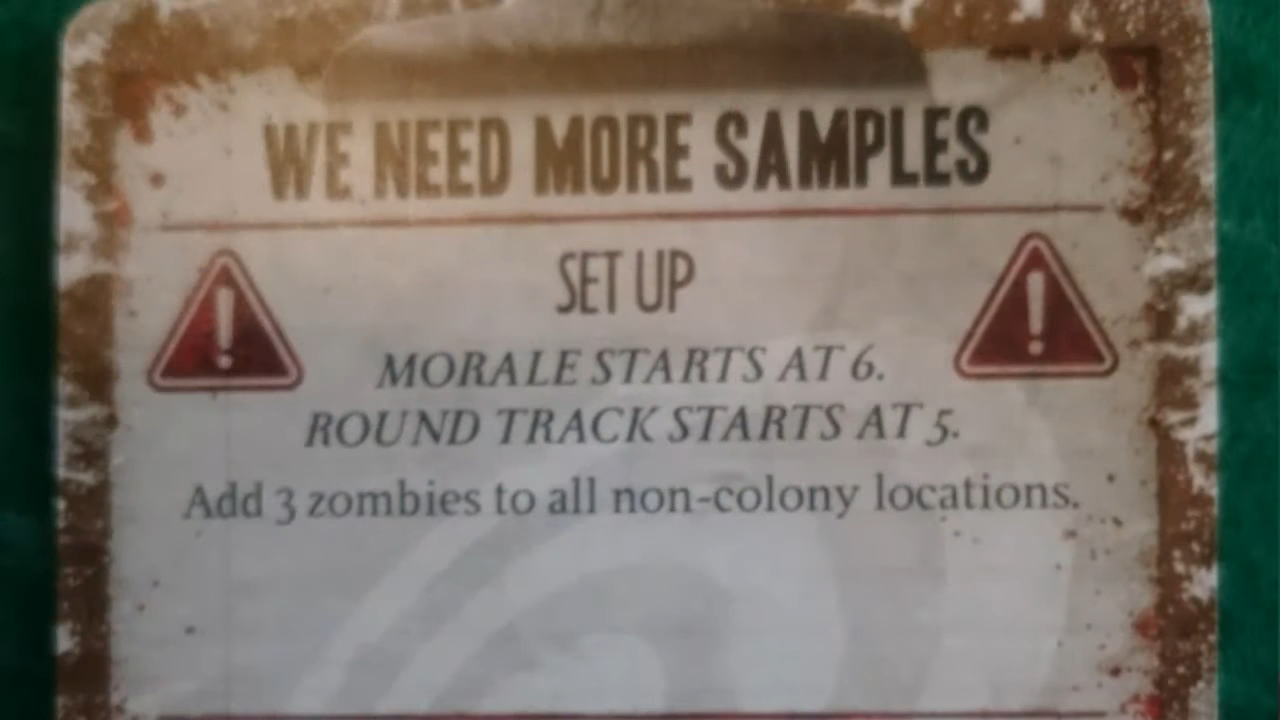 WE NEED MORE SAMPLES
SET UP
MORALE STARTS AT 6.
ROUND TRACK STARTS AT 5.
Add 3 zombies to all non-colony locations.